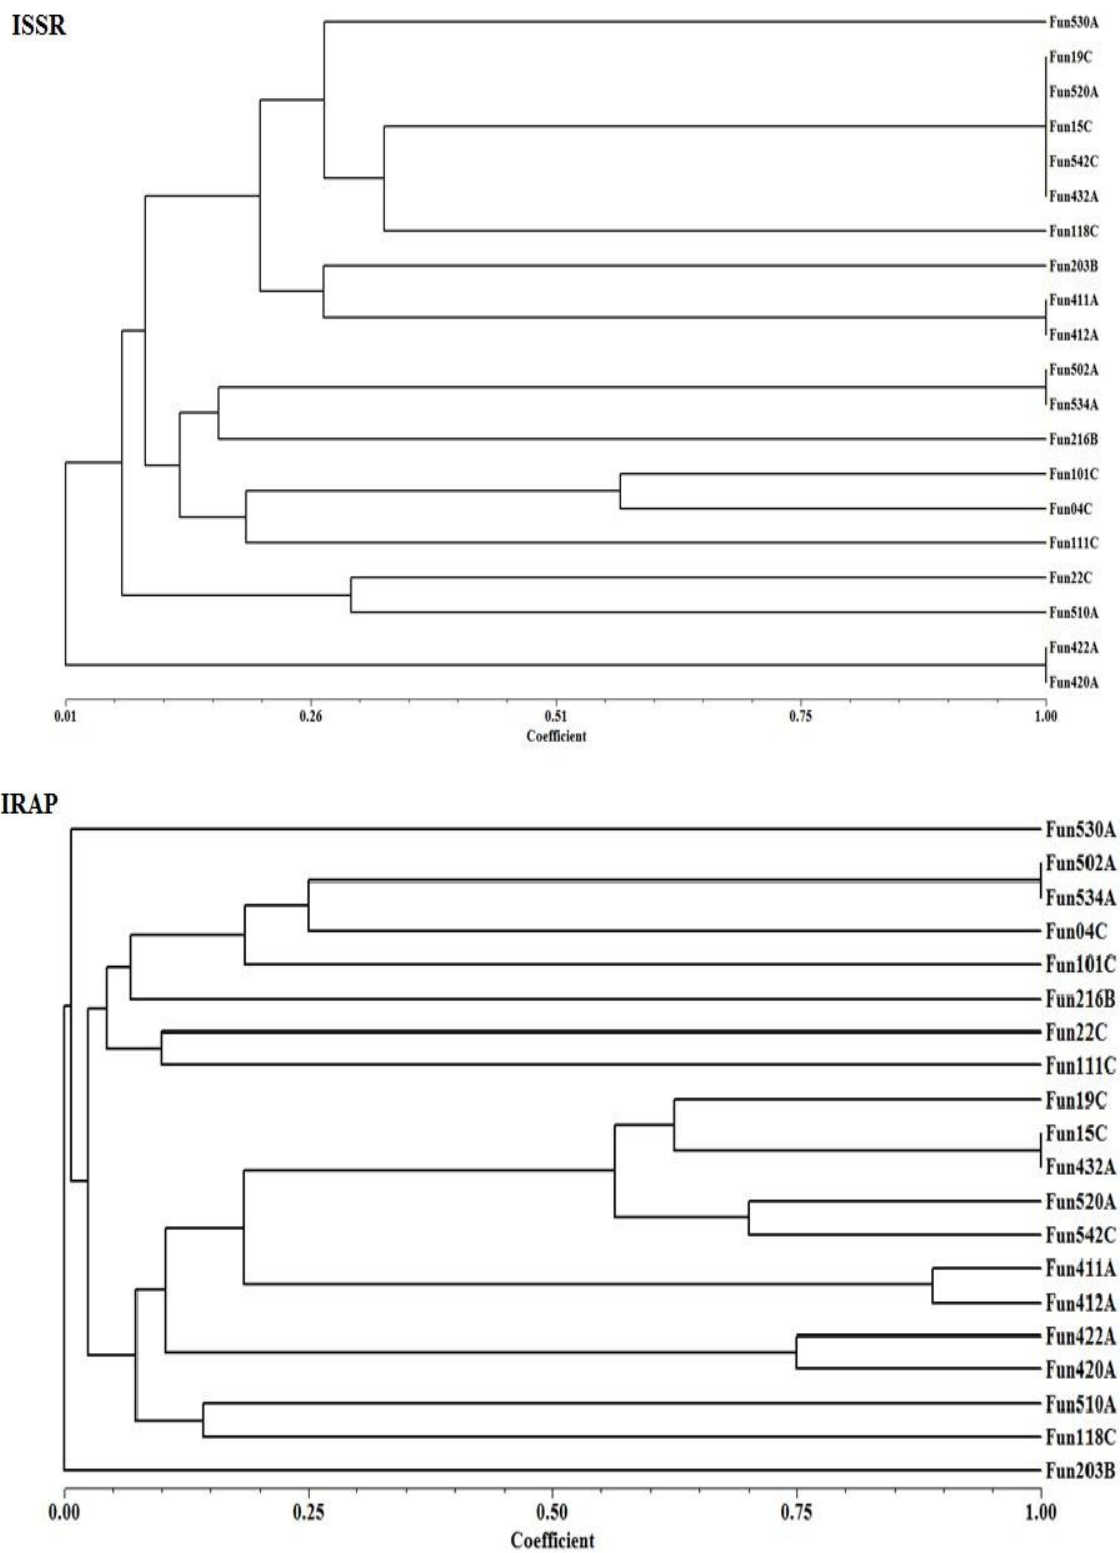 ISSR
Fun530A
Fun19C
Fun520A
Fun15C
Fun542C
Fun432A
Fun118C
Fun203B
Fun411A
Fun412A
Fun502A
Fun534A
Fun216B
Fun101C
Fun04C
Fun111C
Fun22C
Fun510A
Fun422A
Fun420A
0.01 0.26 0.51 0.75 1.00
Coefficient
IRAP
Fun530A
Fun502A
Fun534A
Fun04C
Fun101C
Fun216B
Fun22C
Fun111C
Fun19C
Fun15C
Fun432A
Fun520A
Fun542C
Fun411A
Fun412A
Fun422A
Fun420A
Fun510A
Fun118C
Fun203B
0.00 0.25 0.50 0.75 1.00
Coefficient